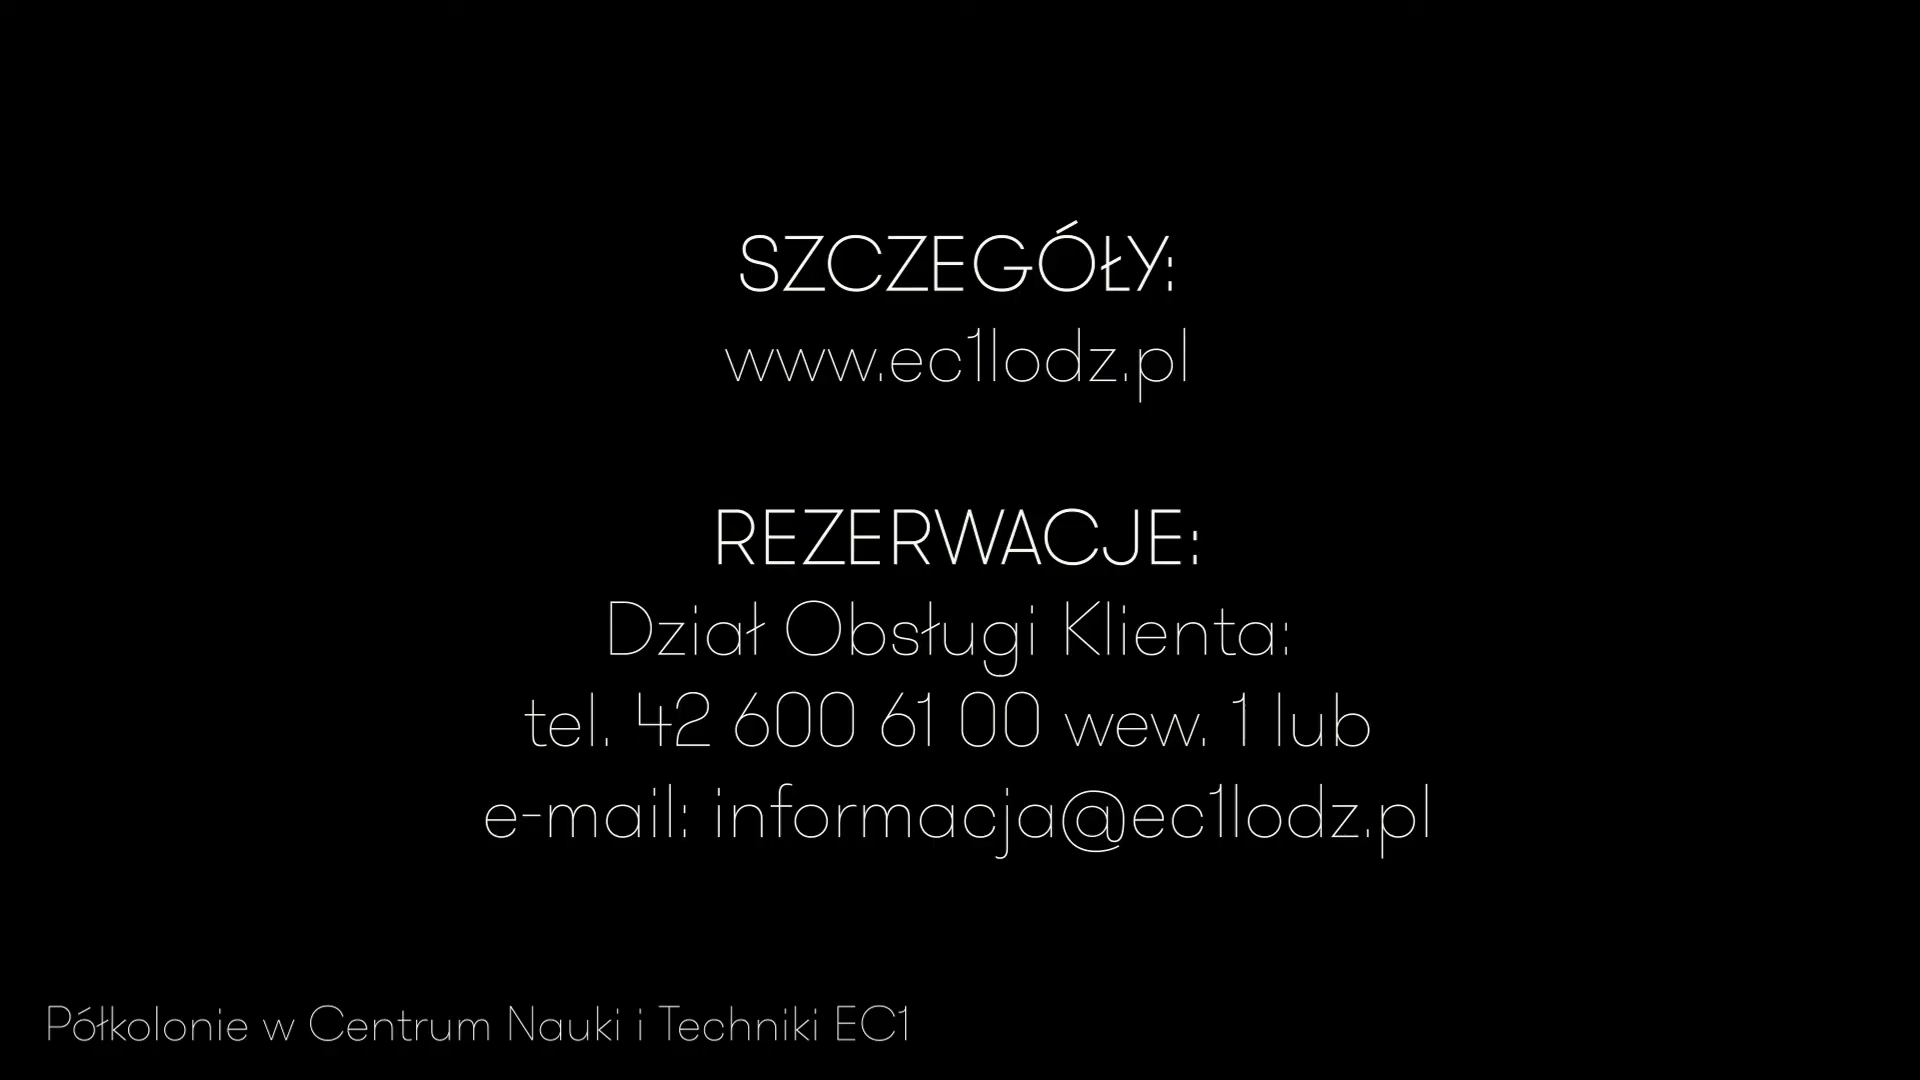 SZCZEGÓŁY:
www.ec1lodz.pl
REZERWACJE:
Dział Obsługi Klienta:
tel. 42 600 61 00 wew. 1 lub
e-mail: informacja@ec1lodz.pl
Półkolonie w Centrum Nauki i Techniki EC1